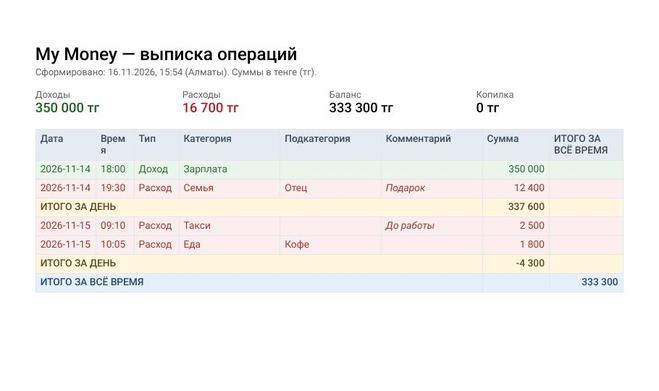 My Money — выписка операций
Сформировано: 16.11.2026, 15:54 (Алматы). Суммы в тенге (тг).
Доходы Расходы Баланс Копилка
350 000 тг 16 700 тг 333 300 тг 0 тг
Дата Время Тип Категория Подкатегория Комментарий Сумма ИТОГО ЗА ВСЁ ВРЕМЯ
2026-11-14 18:00 Доход Зарплата 350 000
2026-11-14 19:30 Расход Семья Отец Подарок 12 400
ИТОГО ЗА ДЕНЬ 337 600
2026-11-15 09:10 Расход Такси До работы 2 500
2026-11-15 10:05 Расход Еда Кофе 1 800
ИТОГО ЗА ДЕНЬ -4 300
ИТОГО ЗА ВСЁ ВРЕМЯ 333 300